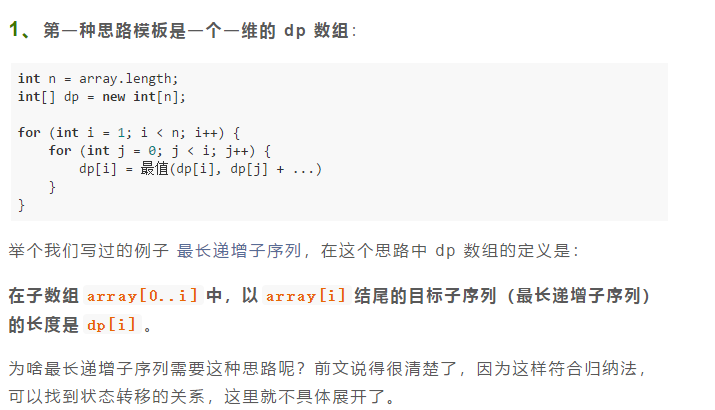 1、第一种思路模板是一个一维的 dp 数组：
int n = array.length;
int[] dp = new int[n];
for (int i = 1; i < n; i++) {
    for (int j = 0; j < i; j++) {
        dp[i] = 最值(dp[i], dp[j] + ...)
    }
}
举个我们写过的例子 最长递增子序列，在这个思路中 dp 数组的定义是：
在子数组 array[0..i] 中，以 array[i] 结尾的目标子序列（最长递增子序列）
的长度是 dp[i] 。
为啥最长递增子序列需要这种思路呢？前文说得很清楚了，因为这样符合归纳法，
可以找到状态转移的关系，这里就不具体展开了。